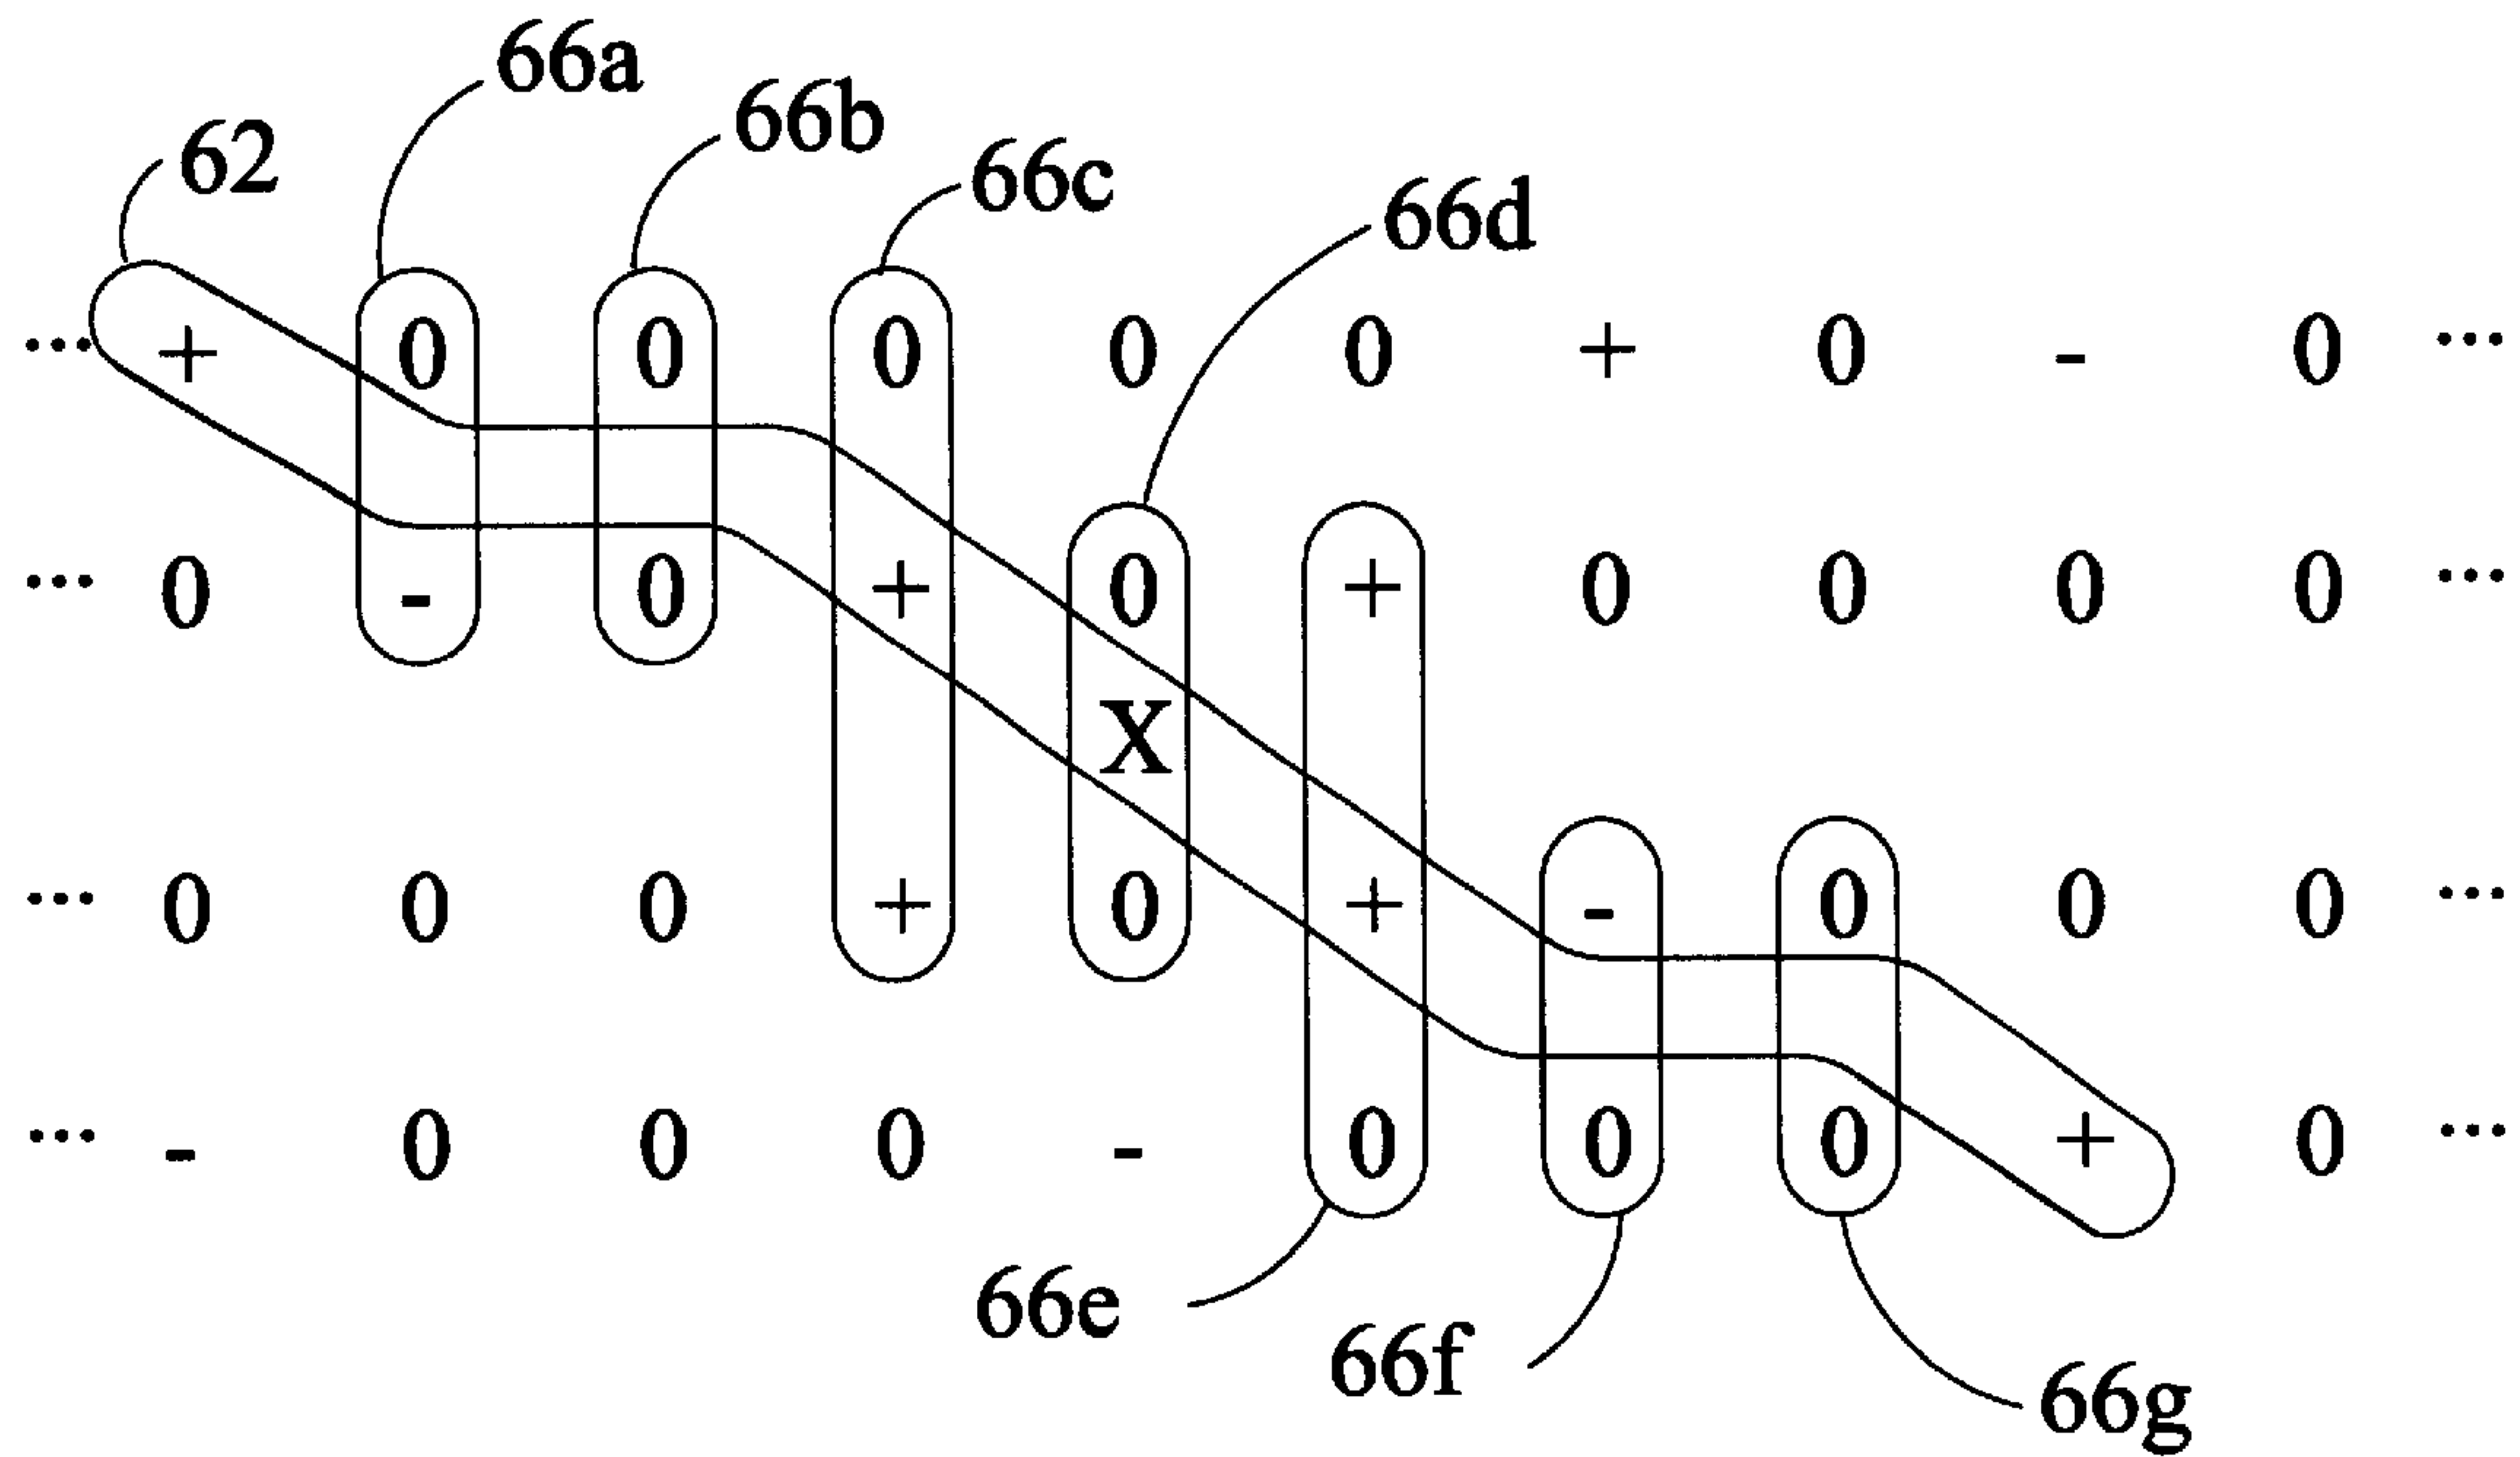 66a
66b
62
66c
66d
... + 0 0 0 0 0 + 0 - 0 ...
... 0 - 0 + 0 + 0 0 0 0 ...
X
... 0 0 0 + 0 + - 0 0 0 ...
... - 0 0 0 - 0 0 0 + 0 ...
66e
66f
66g